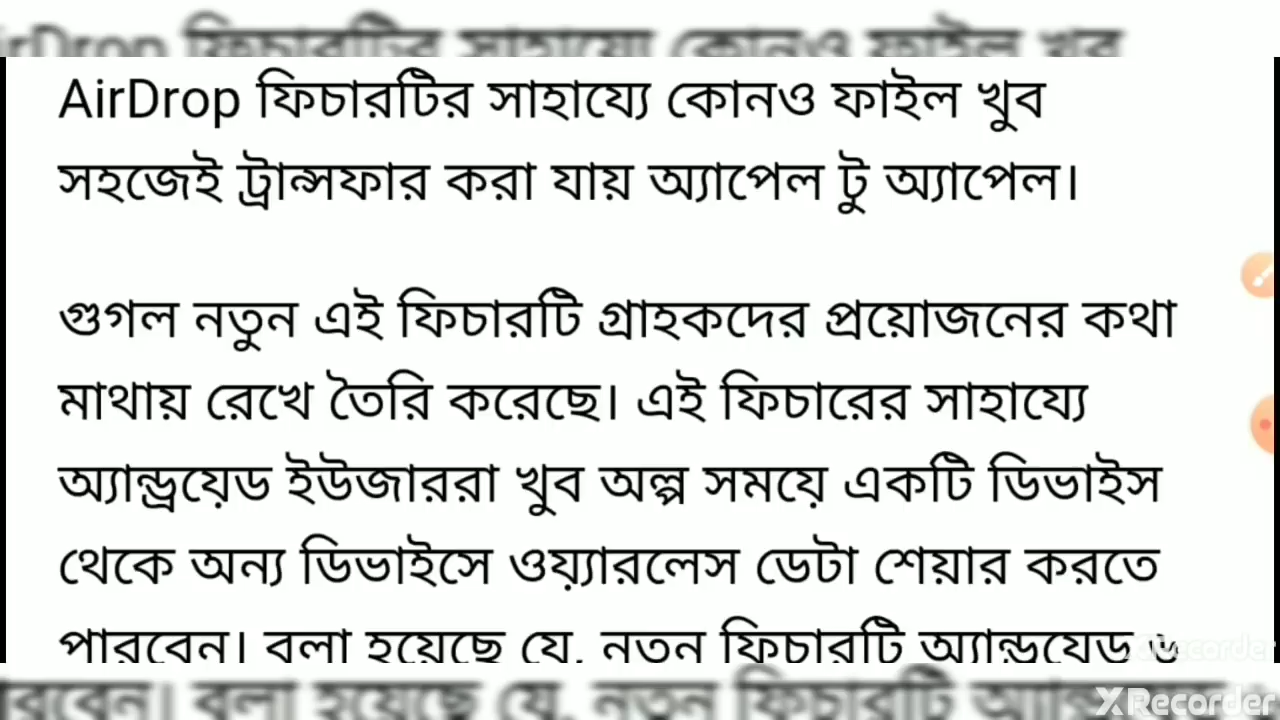 AirDrop ফিচারটির সাহায্যে কোনও ফাইল খুব
সহজেই ট্রান্সফার করা যায় অ্যাপেল টু অ্যাপেল।
গুগল নতুন এই ফিচারটি গ্রাহকদের প্রয়োজনের কথা
মাথায় রেখে তৈরি করেছে। এই ফিচারের সাহায্যে
অ্যান্ড্রয়েড ইউজাররা খুব অল্প সময়ে একটি ডিভাইস
থেকে অন্য ডিভাইসে ওয়্যারলেস ডেটা শেয়ার করতে
পারবেন। বলা হয়েছে যে, নতুন ফিচারটি অ্যান্ড্রয়েড ৬
XRecorder